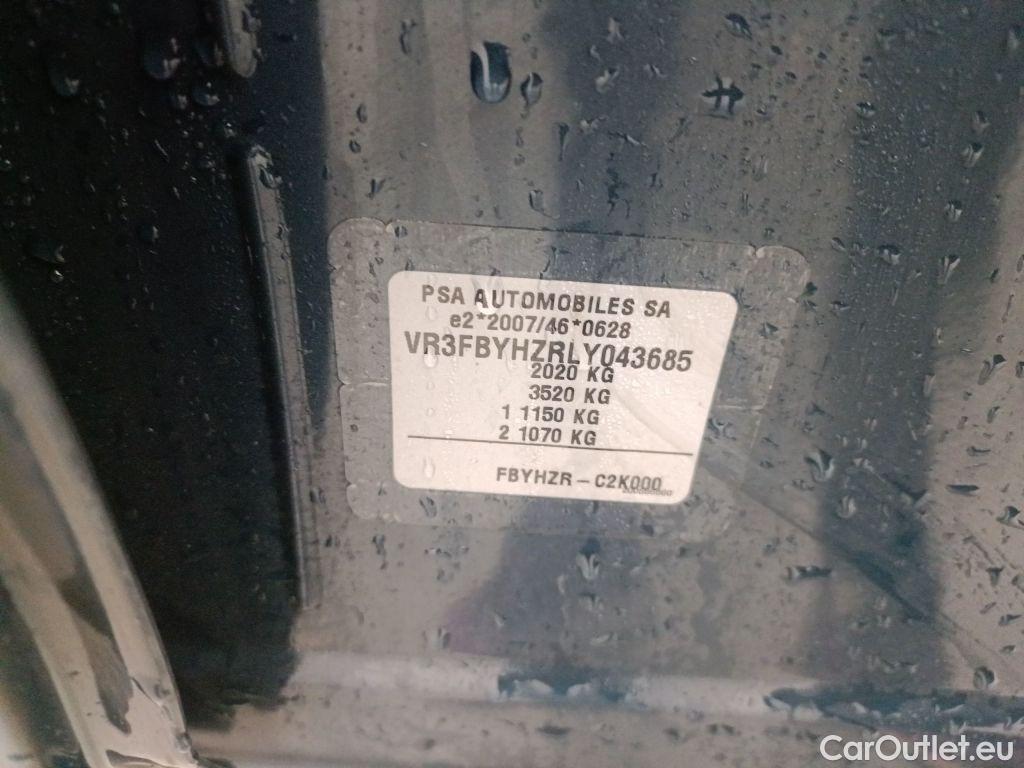 PSA AUTOMOBILES SA
e2*2007/46*0628
VR3FBYHZRLY043685
2020 KG
3520 KG
1 1150 KG
2 1070 KG
FBYHZR – C2K000
CarOutlet.eu